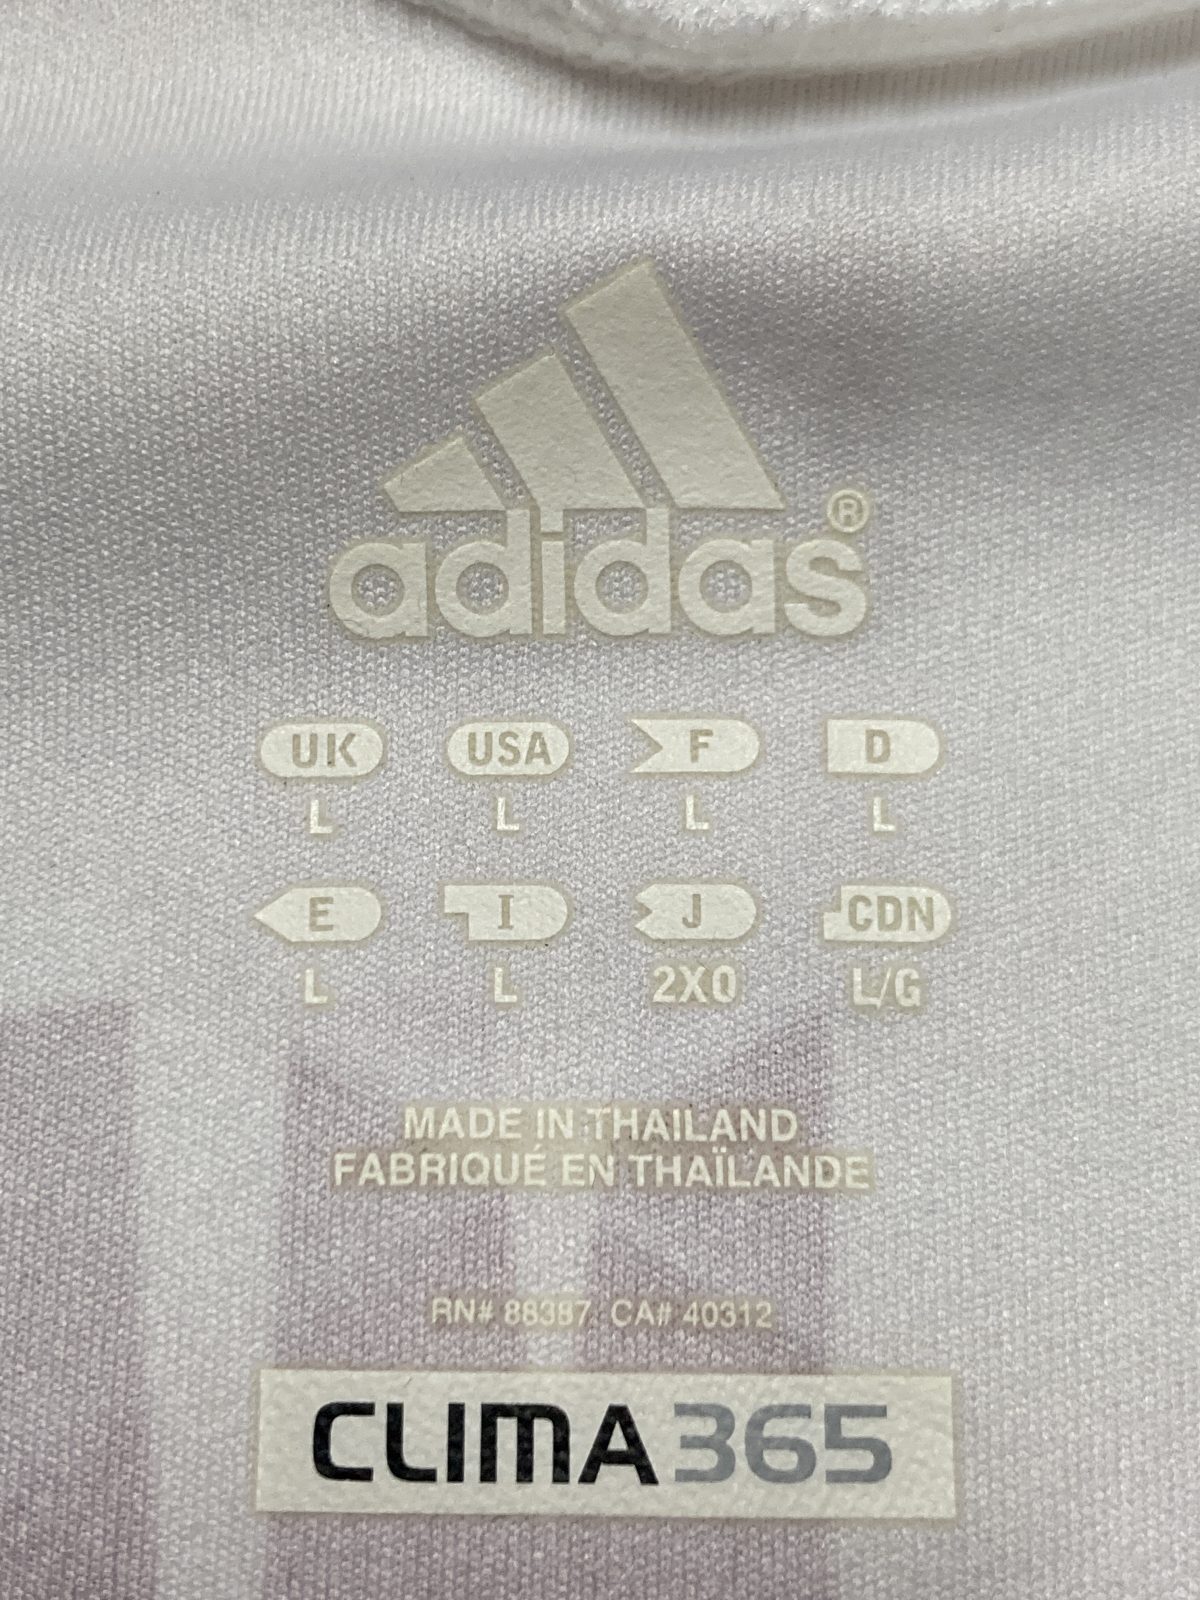 adidas®
UK USA F D
L L L L
E I J CDN
L L 2XO L/G
MADE IN THAILAND
FABRIQUÉ EN THAÏLANDE
RN# 88387 CA# 40312
CLIMA365